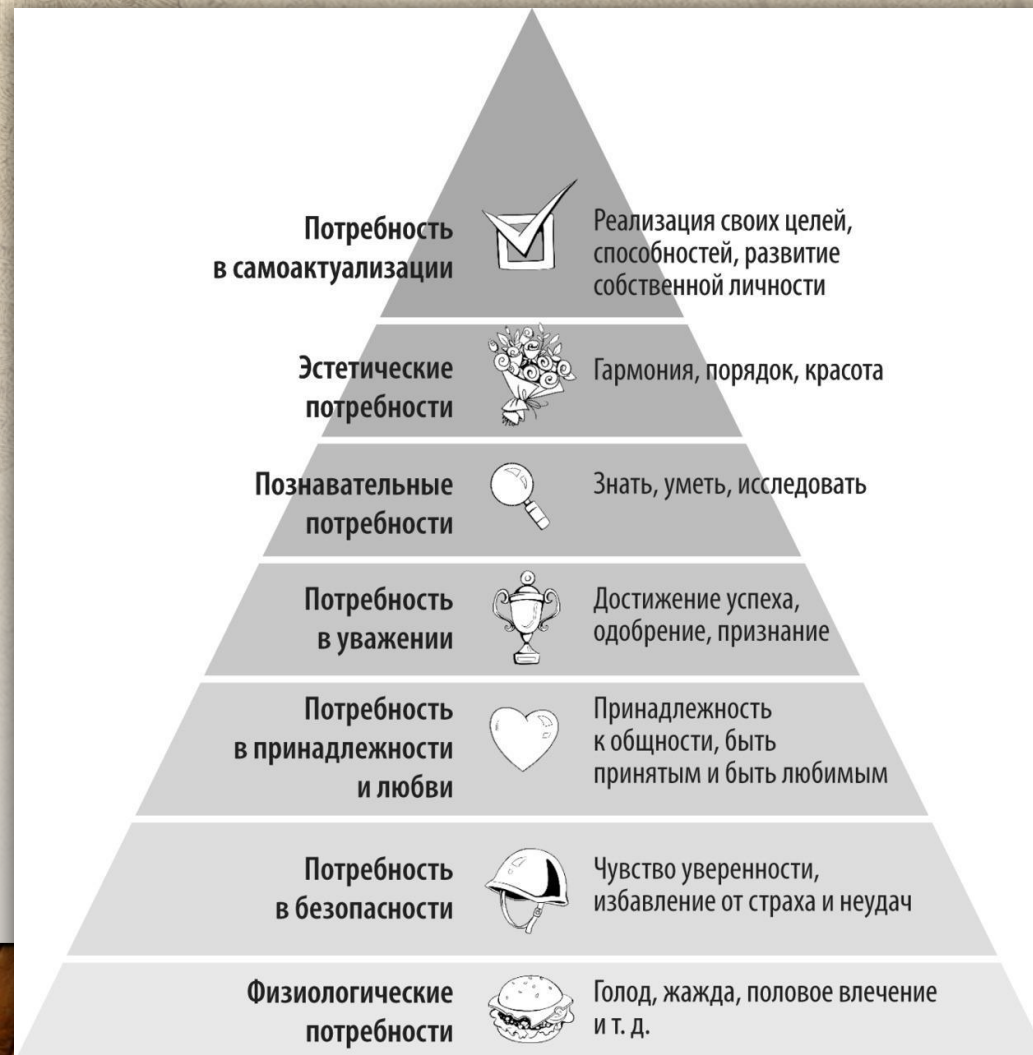 Потребность
в самоактуализации
Реализация своих целей,
способностей, развитие
собственной личности
Эстетические
потребности
Гармония, порядок, красота
Познавательные
потребности
Знать, уметь, исследовать
Потребность
в уважении
Достижение успеха,
одобрение, признание
Потребность
в принадлежности
и любви
Принадлежность
к общности, быть
принятым и быть любимым
Потребность
в безопасности
Чувство уверенности,
избавление от страха и неудач
Физиологические
потребности
Голод, жажда, половое влечение
и т. д.